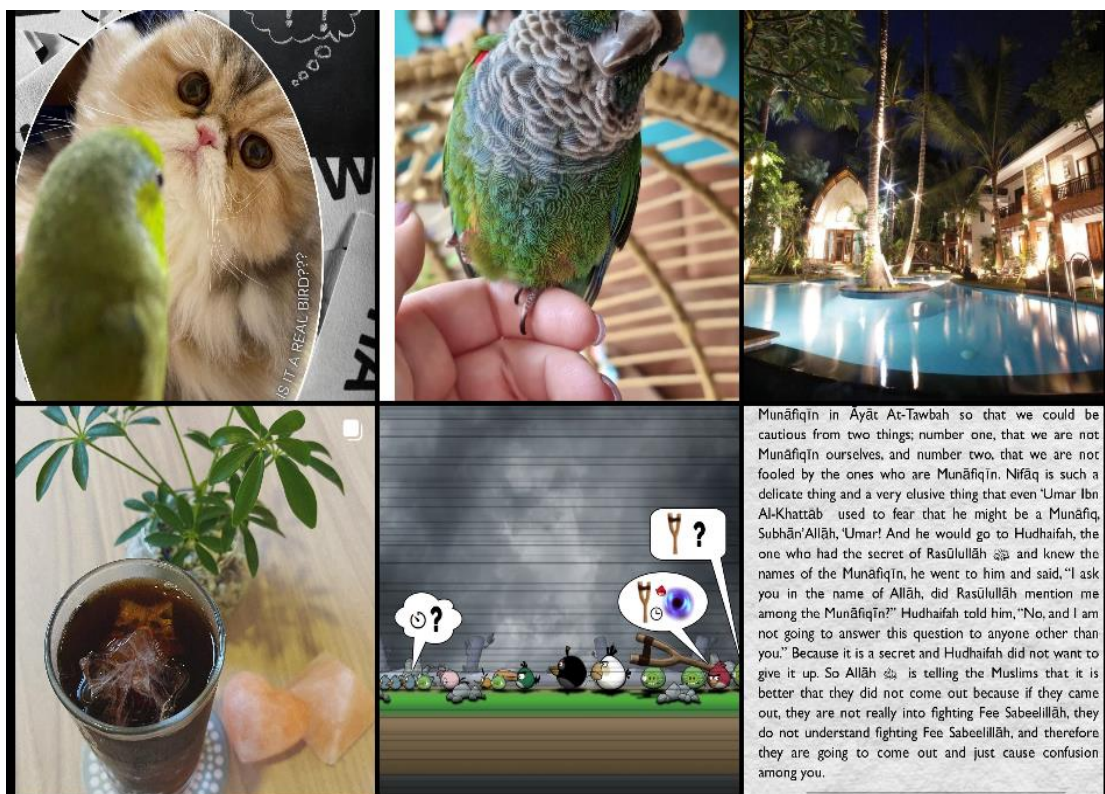 W
HA
IS IT A REAL BIRD???
?
?
Munāfiqīn in Āyāt At-Tawbah so that we could be
cautious from two things; number one, that we are not
Munāfiqīn ourselves, and number two, that we are not
fooled by the ones who are Munāfiqīn. Nifāq is such a
delicate thing and a very elusive thing that even ‘Umar Ibn
Al-Khattāb used to fear that he might be a Munāfiq,
Subhān’Allāh, ‘Umar! And he would go to Hudhaifah, the
one who had the secret of Rasūlullāh ﷺ and knew the
names of the Munāfiqīn, he went to him and said, “I ask
you in the name of Allāh, did Rasūlullāh mention me
among the Munāfiqīn?” Hudhaifah told him, “No, and I am
not going to answer this question to anyone other than
you.” Because it is a secret and Hudhaifah did not want to
give it up. So Allāh is telling the Muslims that it is
better that they did not come out because if they came
out, they are not really into fighting Fee Sabeelillāh, they
do not understand fighting Fee Sabeelillāh, and therefore
they are going to come out and just cause confusion
among you.